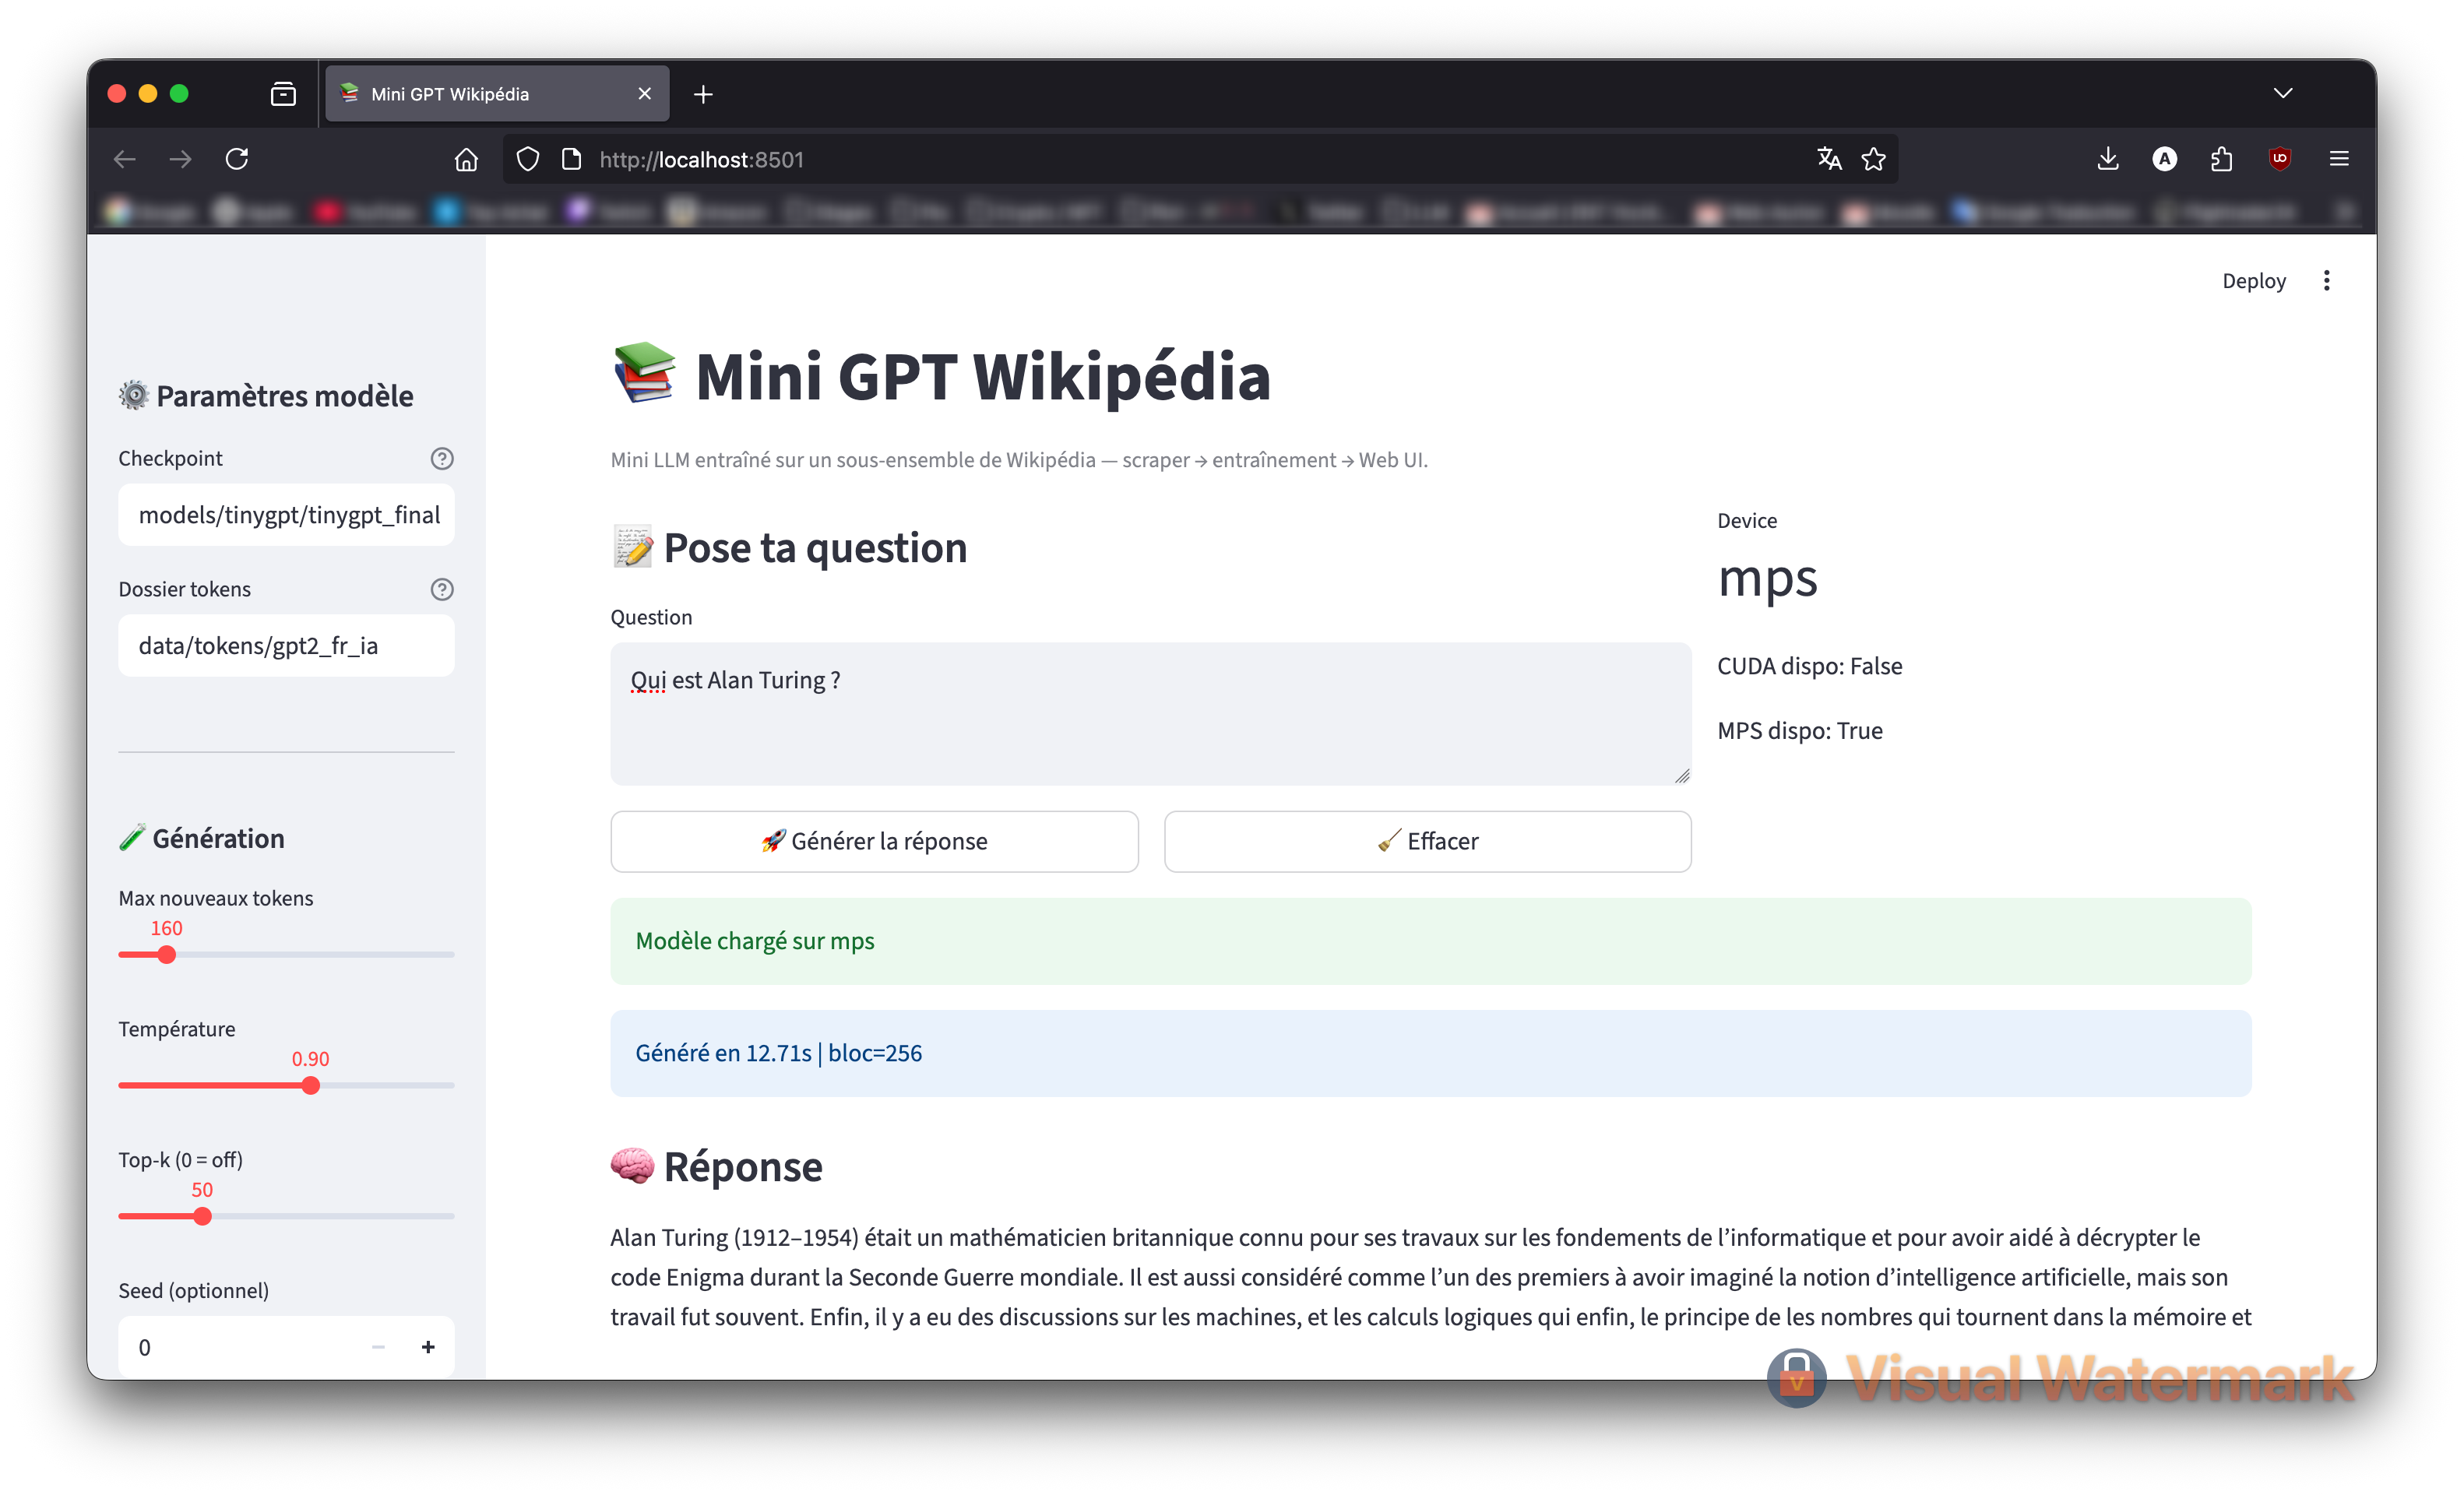 Mini GPT Wikipédia
http://localhost:8501
Deploy
Paramètres modèle
Checkpoint
models/tinygpt/tinygpt_final
Dossier tokens
data/tokens/gpt2_fr_ia
Génération
Max nouveaux tokens
160
Température
0.90
Top-k (0 = off)
50
Seed (optionnel)
0
Mini GPT Wikipédia
Mini LLM entraîné sur un sous-ensemble de Wikipédia — scraper → entraînement → Web UI.
Pose ta question
Question
Qui est Alan Turing ?
Générer la réponse
Effacer
Device
mps
CUDA dispo: False
MPS dispo: True
Modèle chargé sur mps
Généré en 12.71s | bloc=256
Réponse
Alan Turing (1912–1954) était un mathématicien britannique connu pour ses travaux sur les fondements de l’informatique et pour avoir aidé à décrypter le
code Enigma durant la Seconde Guerre mondiale. Il est aussi considéré comme l’un des premiers à avoir imaginé la notion d’intelligence artificielle, mais son
travail fut souvent. Enfin, il y a eu des discussions sur les machines, et les calculs logiques qui enfin, le principe de les nombres qui tournent dans la mémoire et
Visual Watermark